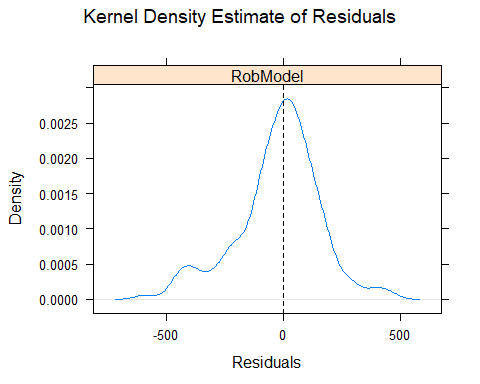 Kernel Density Estimate of Residuals
RobModel
0.0025
0.0020
0.0015
0.0010
0.0005
0.0000
Density
-500 0 500
Residuals